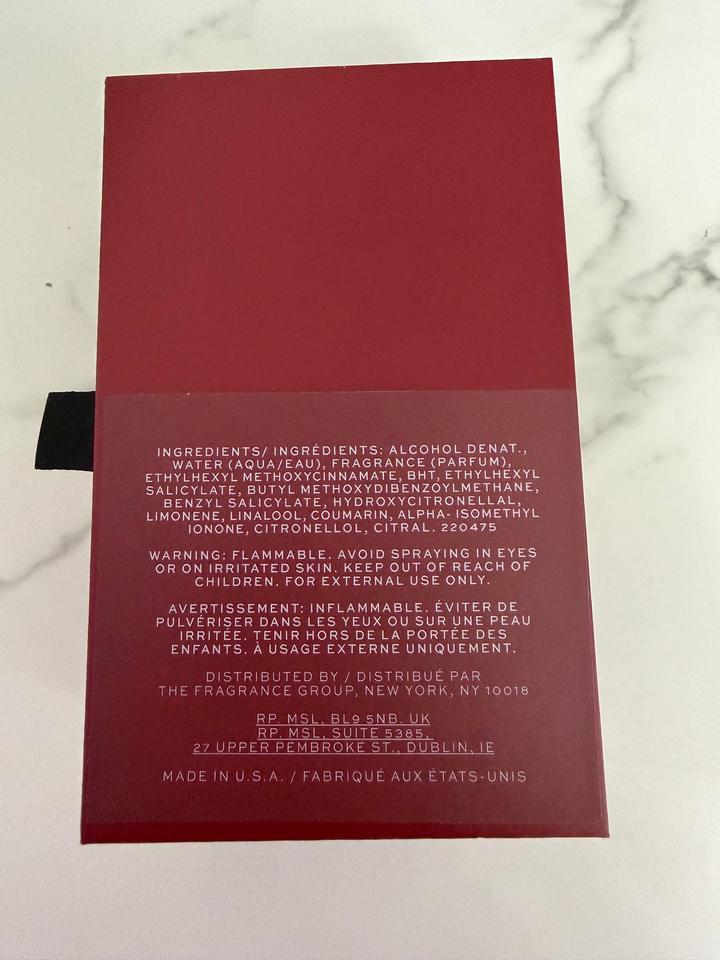 INGREDIENTS/ INGRÉDIENTS: ALCOHOL DENAT.,
WATER (AQUA/EAU), FRAGRANCE (PARFUM),
ETHYLHEXYL METHOXYCINNAMATE, BHT, ETHYLHEXYL
SALICYLATE, BUTYL METHOXYDIBENZOYLMETHANE,
BENZYL SALICYLATE, HYDROXYCITRONELLAL,
LIMONENE, LINALOOL, COUMARIN, ALPHA- ISOMETHYL
IONONE, CITRONELLOL, CITRAL. 220475
WARNING: FLAMMABLE. AVOID SPRAYING IN EYES
OR ON IRRITATED SKIN. KEEP OUT OF REACH OF
CHILDREN. FOR EXTERNAL USE ONLY.
AVERTISSEMENT: INFLAMMABLE. ÉVITER DE
PULVÉRISER DANS LES YEUX OU SUR UNE PEAU
IRRITÉE. TENIR HORS DE LA PORTÉE DES
ENFANTS. À USAGE EXTERNE UNIQUEMENT.
DISTRIBUTED BY / DISTRIBUÉ PAR
THE FRAGRANCE GROUP, NEW YORK, NY 10018
RP. MSL, BL9 5NB. UK
RP. MSL, SUITE 5385,
27 UPPER PEMBROKE ST., DUBLIN, IE
MADE IN U.S.A. / FABRIQUÉ AUX ÉTATS-UNIS